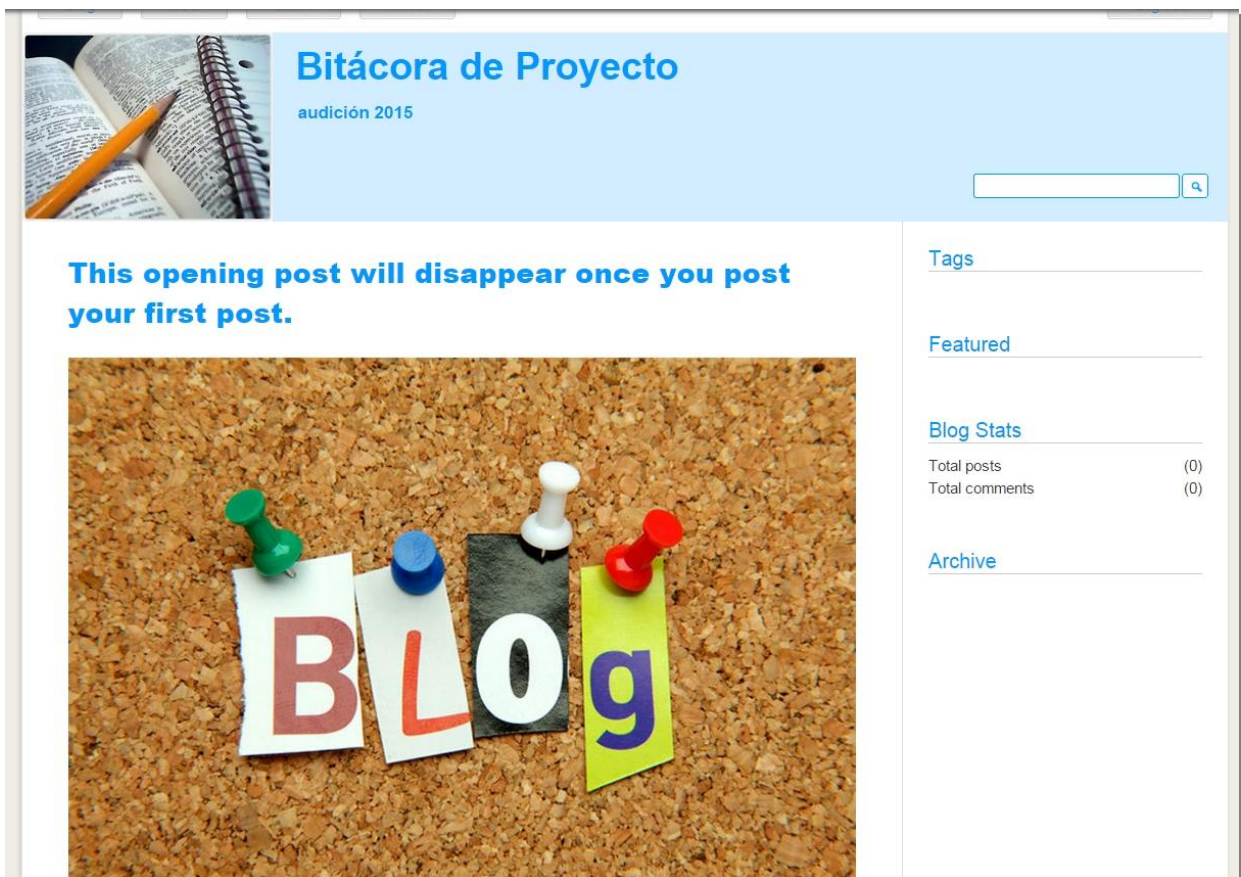 Bitácora de Proyecto
audición 2015
This opening post will disappear once you post
your first post.
BLOg
Tags
Featured
Blog Stats
Total posts (0)
Total comments (0)
Archive